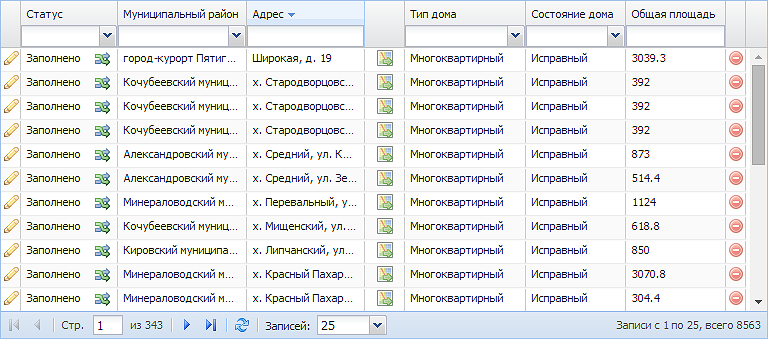 Статус Муниципальный район Адрес Тип дома Состояние дома Общая площадь
Заполнено город-курорт Пятиг... Широкая, д. 19 Многоквартирный Исправный 3039.3
Заполнено Кочубеевский муниц... х. Стародворцовс... Многоквартирный Исправный 392
Заполнено Кочубеевский муниц... х. Стародворцовс... Многоквартирный Исправный 392
Заполнено Кочубеевский муниц... х. Стародворцовс... Многоквартирный Исправный 392
Заполнено Александровский му... х. Средний, ул. К... Многоквартирный Исправный 873
Заполнено Александровский му... х. Средний, ул. Зе... Многоквартирный Исправный 514.4
Заполнено Минераловодский м... х. Перевальный, у... Многоквартирный Исправный 1124
Заполнено Кочубеевский муниц... х. Мищенский, ул.... Многоквартирный Исправный 618.8
Заполнено Кировский муниципа... х. Липчанский, ул... Многоквартирный Исправный 850
Заполнено Минераловодский м... х. Красный Пахар... Многоквартирный Исправный 3070.8
Заполнено Минераловодский м... х. Красный Пахар... Многоквартирный Исправный 304.4
Стр. 1 из 343 Записей: 25 Записи с 1 по 25, всего 8563